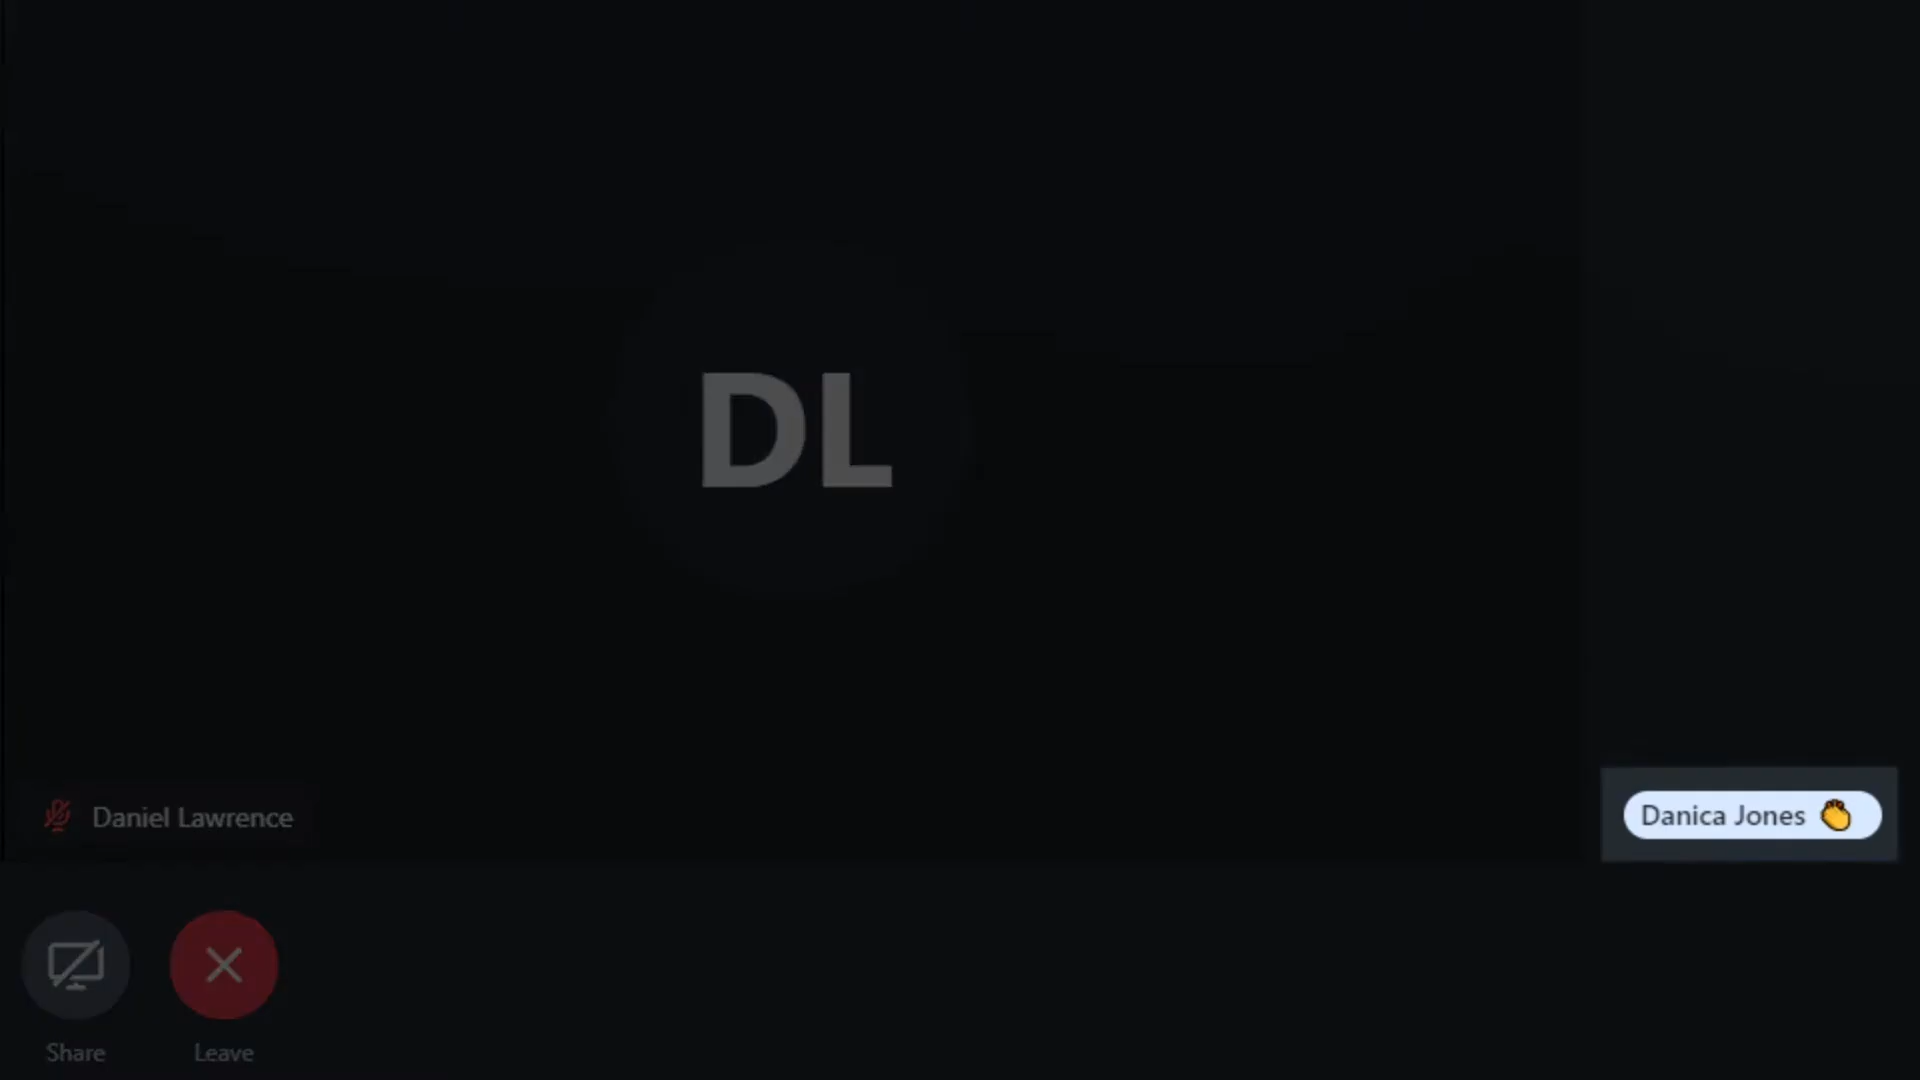 DL
Daniel Lawrence
Danica Jones 👏
Share
Leave